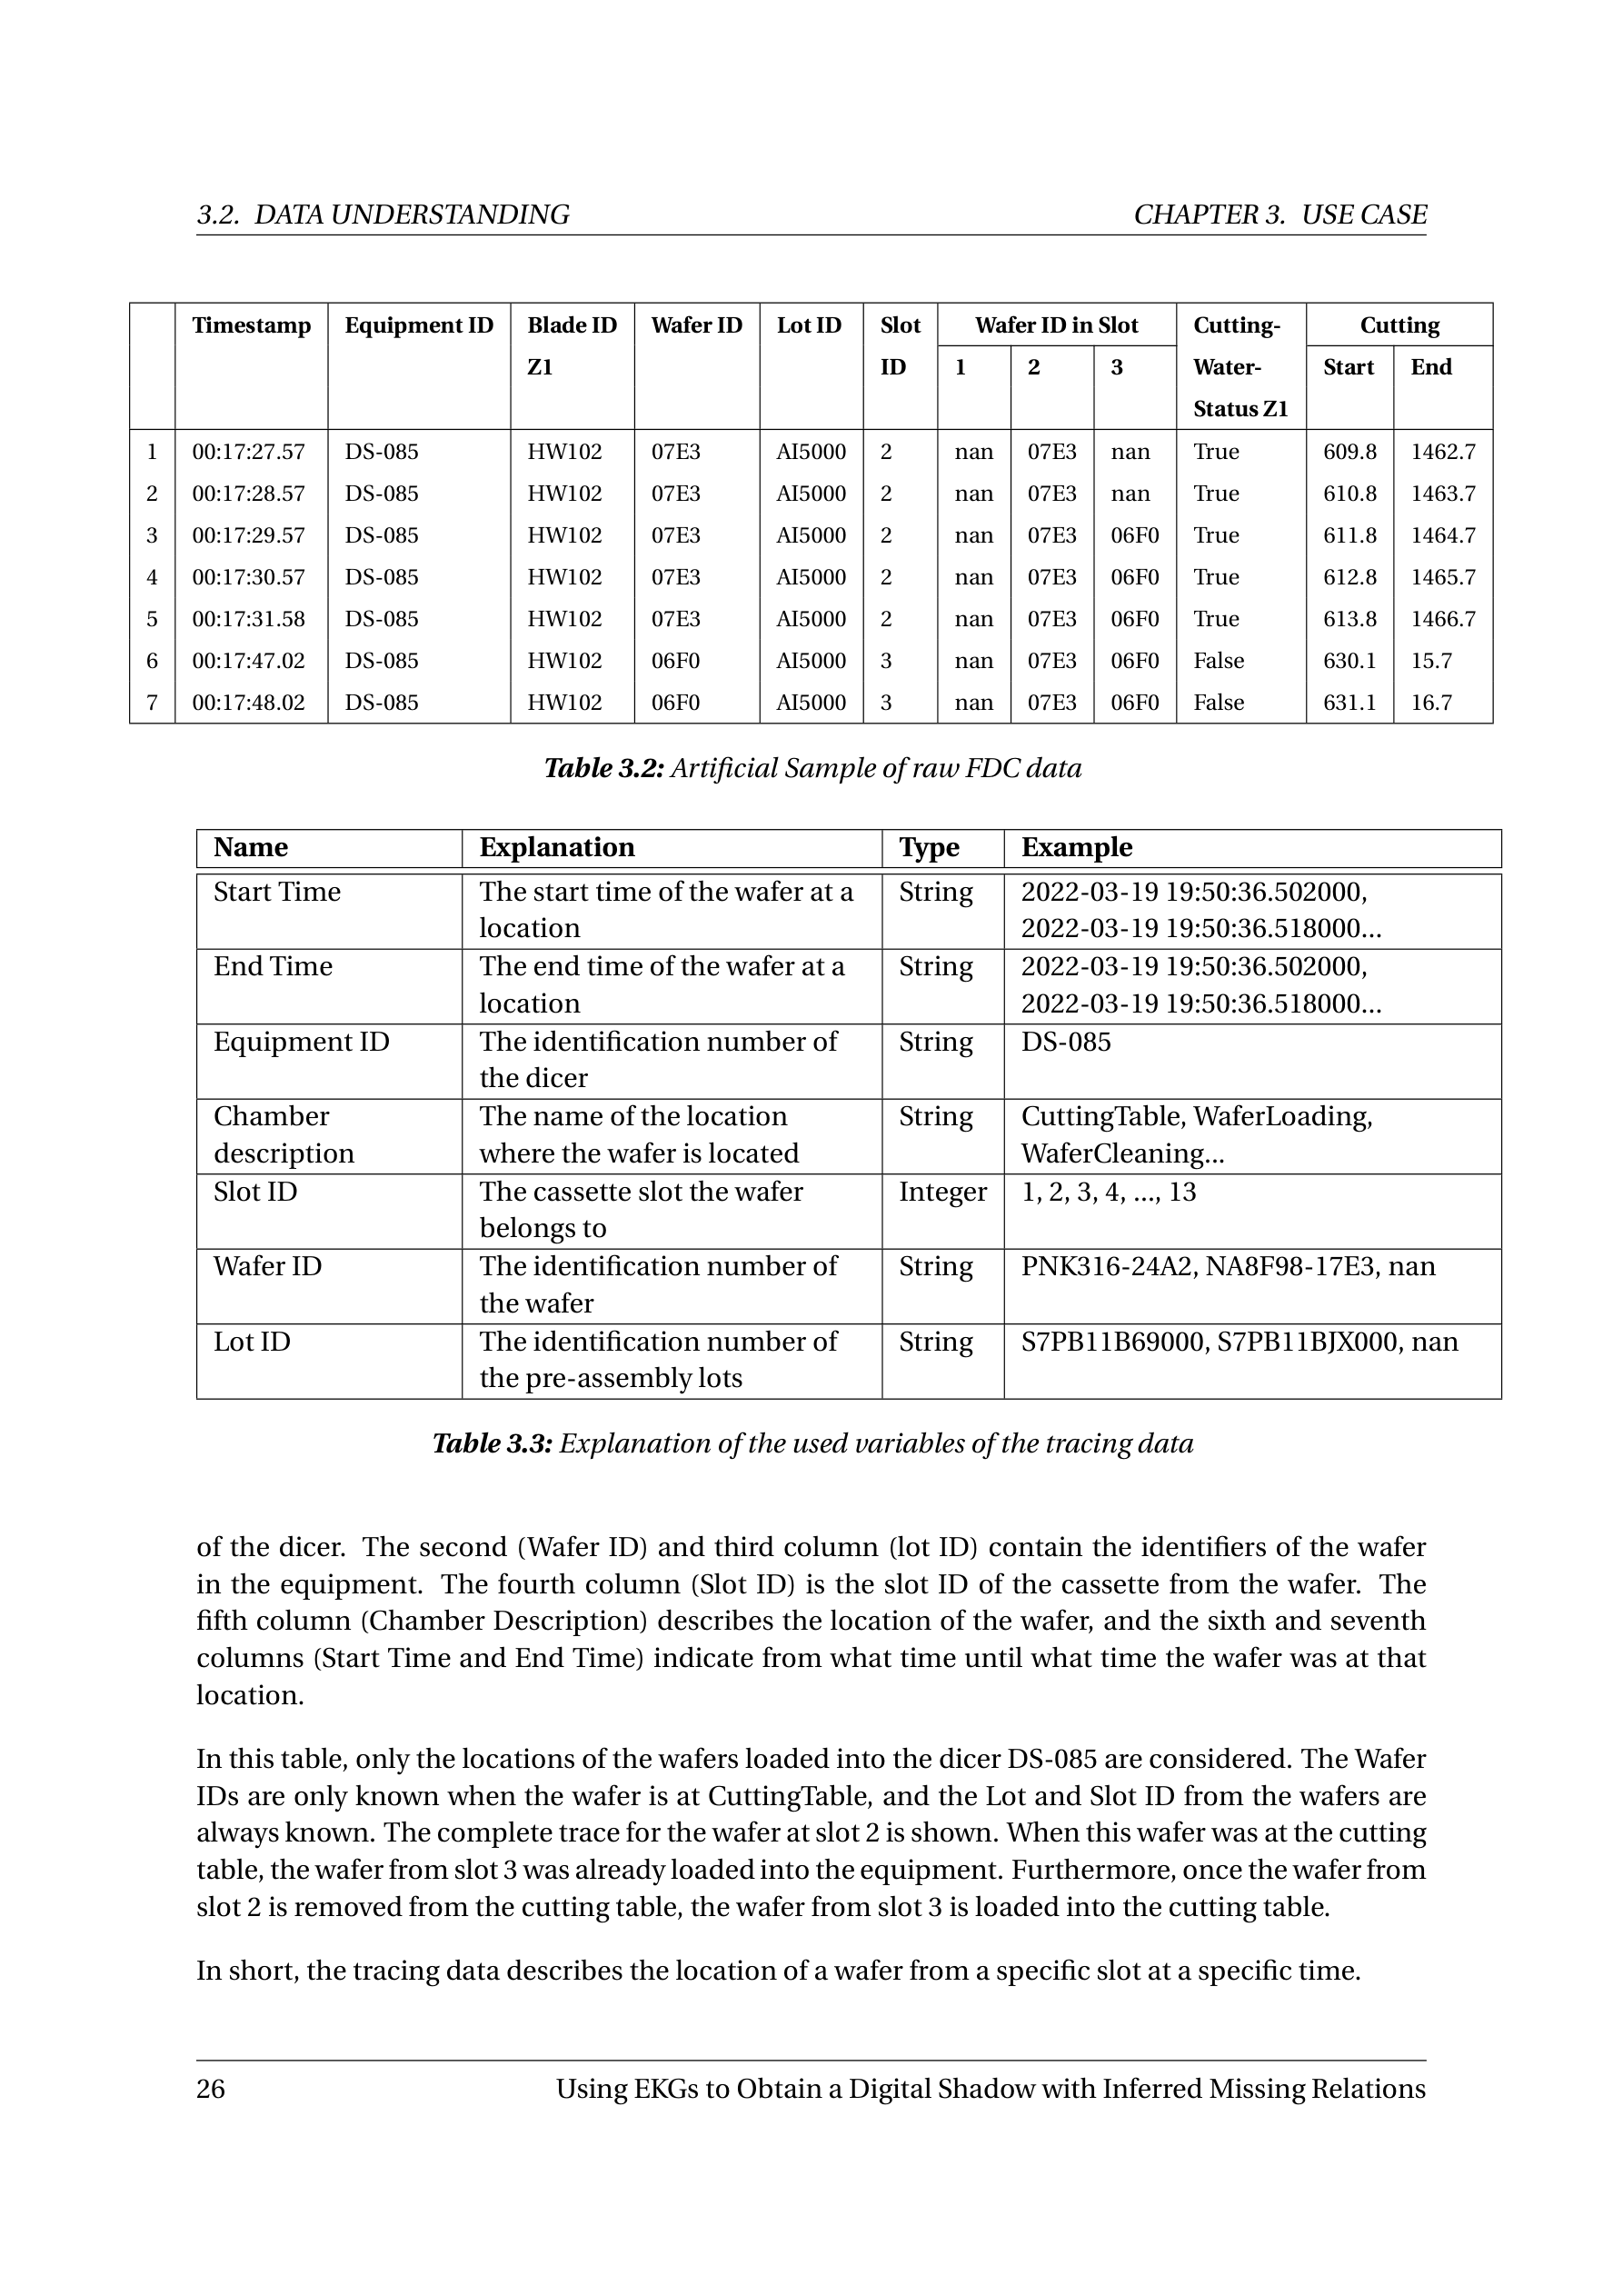 3.2. DATA UNDERSTANDING CHAPTER 3. USE CASE
Timestamp Equipment ID Blade ID Wafer ID Lot ID Slot Wafer ID in Slot Cutting- Cutting
Z1 ID 1 2 3 Water- Start End
Status Z1
1 00:17:27.57 DS-085 HW102 07E3 AI5000 2 nan 07E3 nan True 609.8 1462.7
2 00:17:28.57 DS-085 HW102 07E3 AI5000 2 nan 07E3 nan True 610.8 1463.7
3 00:17:29.57 DS-085 HW102 07E3 AI5000 2 nan 07E3 06F0 True 611.8 1464.7
4 00:17:30.57 DS-085 HW102 07E3 AI5000 2 nan 07E3 06F0 True 612.8 1465.7
5 00:17:31.58 DS-085 HW102 07E3 AI5000 2 nan 07E3 06F0 True 613.8 1466.7
6 00:17:47.02 DS-085 HW102 06F0 AI5000 3 nan 07E3 06F0 False 630.1 15.7
7 00:17:48.02 DS-085 HW102 06F0 AI5000 3 nan 07E3 06F0 False 631.1 16.7
Table 3.2: Artificial Sample of raw FDC data
Name Explanation Type Example
Start Time The start time of the wafer at a String 2022-03-19 19:50:36.502000,
location 2022-03-19 19:50:36.518000...
End Time The end time of the wafer at a String 2022-03-19 19:50:36.502000,
location 2022-03-19 19:50:36.518000...
Equipment ID The identification number of String DS-085
the dicer
Chamber The name of the location String CuttingTable, WaferLoading,
description where the wafer is located WaferCleaning...
Slot ID The cassette slot the wafer Integer 1, 2, 3, 4, ..., 13
belongs to
Wafer ID The identification number of String PNK316-24A2, NA8F98-17E3, nan
the wafer
Lot ID The identification number of String S7PB11B69000, S7PB11BJX000, nan
the pre-assembly lots
Table 3.3: Explanation of the used variables of the tracing data
of the dicer. The second (Wafer ID) and third column (lot ID) contain the identifiers of the wafer
in the equipment. The fourth column (Slot ID) is the slot ID of the cassette from the wafer. The
fifth column (Chamber Description) describes the location of the wafer, and the sixth and seventh
columns (Start Time and End Time) indicate from what time until what time the wafer was at that
location.
In this table, only the locations of the wafers loaded into the dicer DS-085 are considered. The Wafer
IDs are only known when the wafer is at CuttingTable, and the Lot and Slot ID from the wafers are
always known. The complete trace for the wafer at slot 2 is shown. When this wafer was at the cutting
table, the wafer from slot 3 was already loaded into the equipment. Furthermore, once the wafer from
slot 2 is removed from the cutting table, the wafer from slot 3 is loaded into the cutting table.
In short, the tracing data describes the location of a wafer from a specific slot at a specific time.
26 Using EKGs to Obtain a Digital Shadow with Inferred Missing Relations